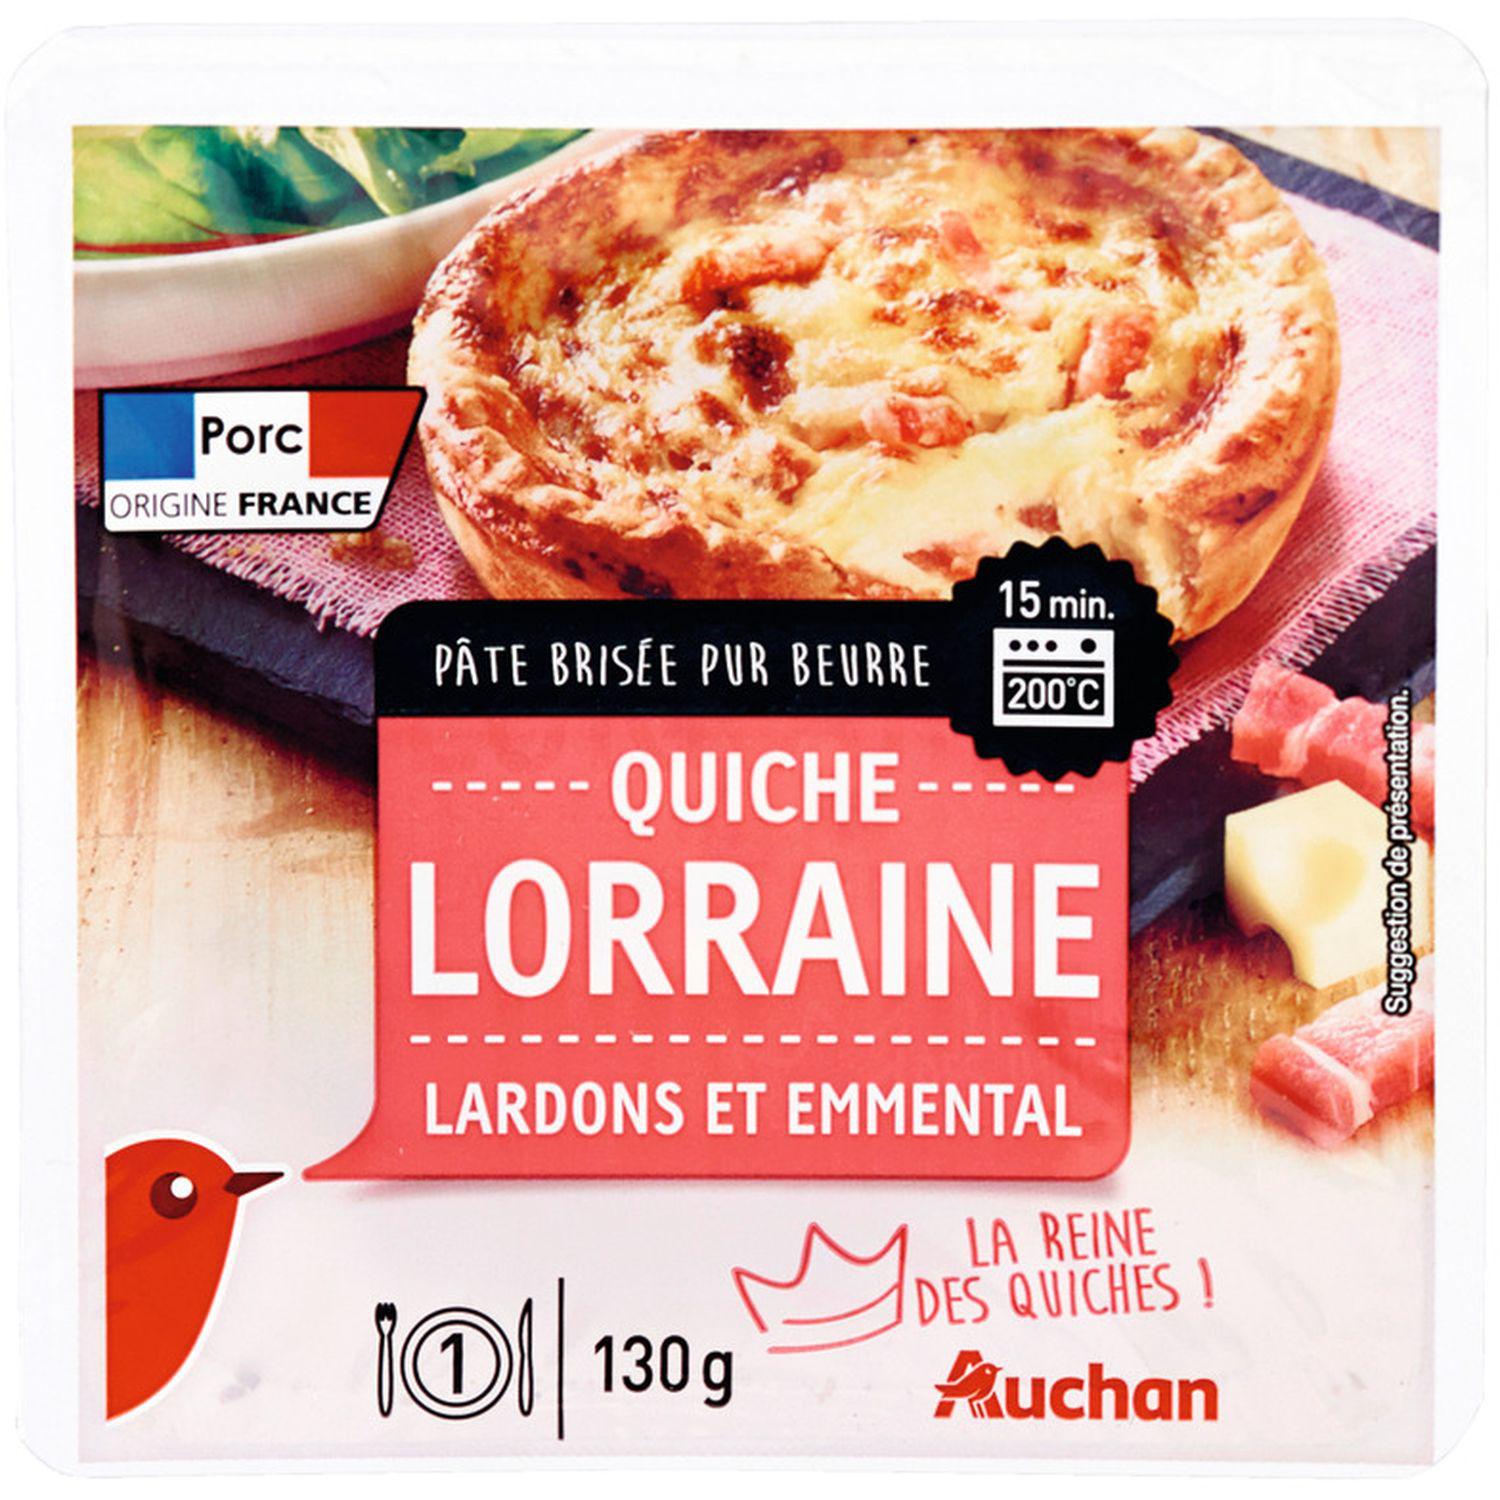 Porc
ORIGINE FRANCE
15 min.
200°C
PÂTE BRISÉE PUR BEURRE
QUICHE
LORRAINE
LARDONS ET EMMENTAL
Suggestion de présentation.
LA REINE
DES QUICHES !
1
130 g
Auchan